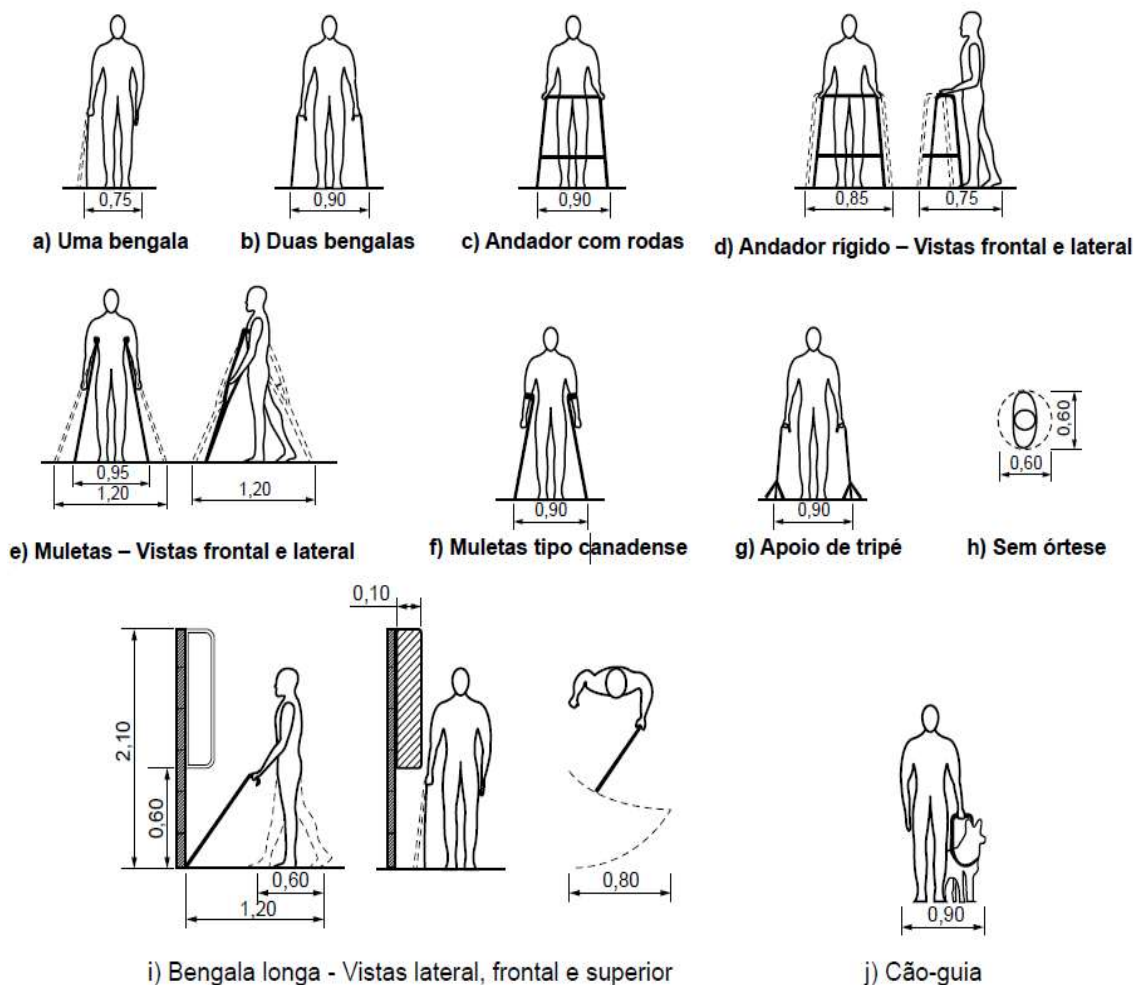 0,75
0,90
0,90
0,85
0,75
a) Uma bengala
b) Duas bengalas
c) Andador com rodas
d) Andador rígido – Vistas frontal e lateral
0,95
1,20
1,20
0,90
0,90
0,60
0,60
e) Muletas – Vistas frontal e lateral
f) Muletas tipo canadense
g) Apoio de tripé
h) Sem órtese
0,10
2,10
0,60
0,60
1,20
0,80
0,90
i) Bengala longa - Vistas lateral, frontal e superior
j) Cão-guia